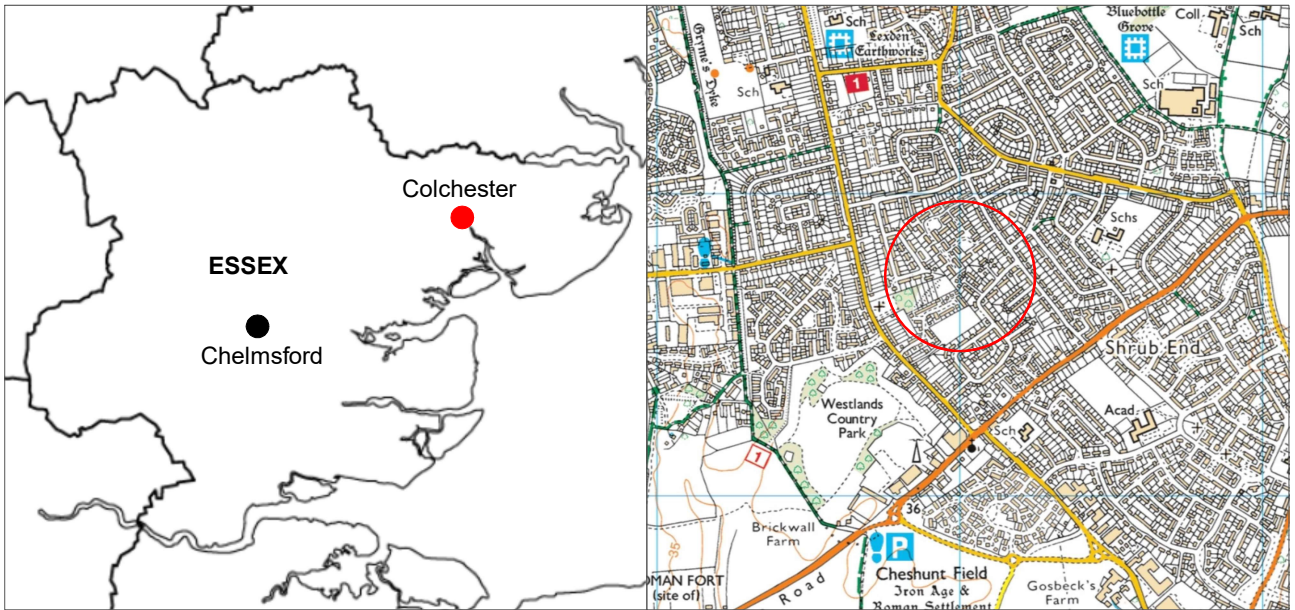 Colchester
ESSEX
Chelmsford
Sch
Lexden
Earthworks
Gryme's Dyke
Sch
1
Bluebottle
Grove
Coll
Sch
Sch
Schs
Shrub End
Westlands
Country
Park
Acad
Sch
1
36
Brickwall
Farm
35
P
Road
Cheshunt Field
Iron Age &
Roman Settlement
Gosbeck's
Farm
OMAN FORT
(site of)